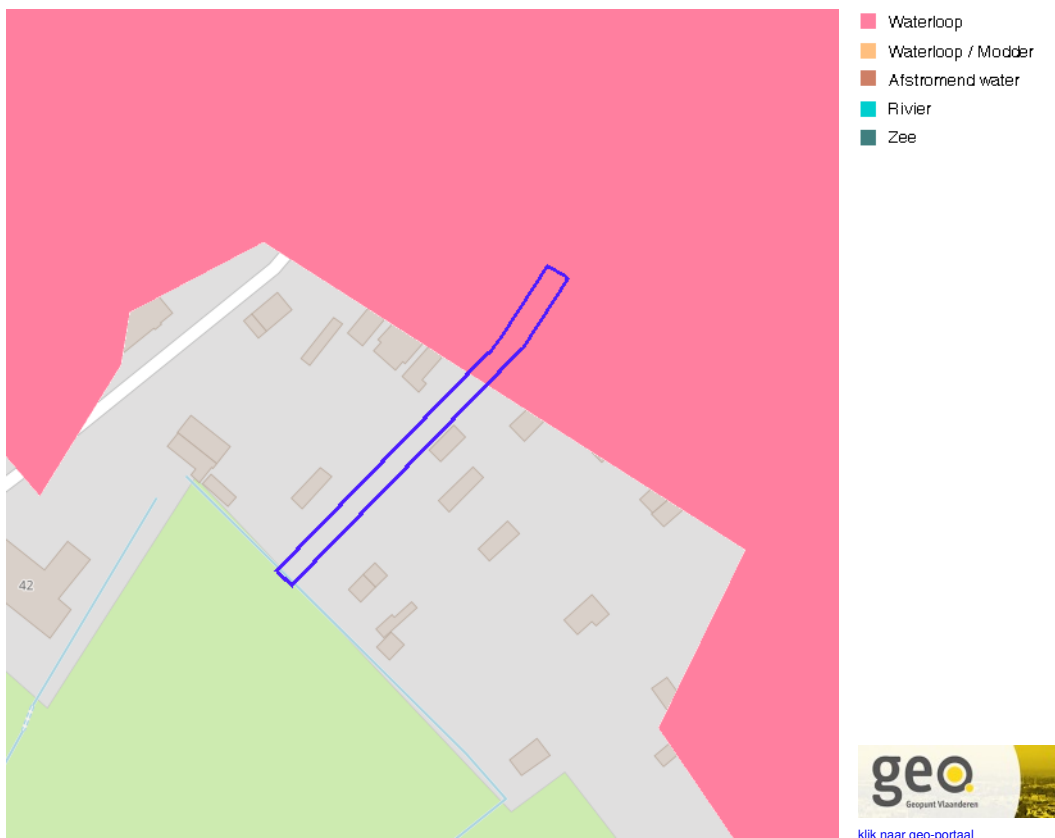 Waterloop
Waterloop / Modder
Afstromend water
Rivier
Zee
42
geo
Geopunt Vlaanderen
klik naar geo-portaal